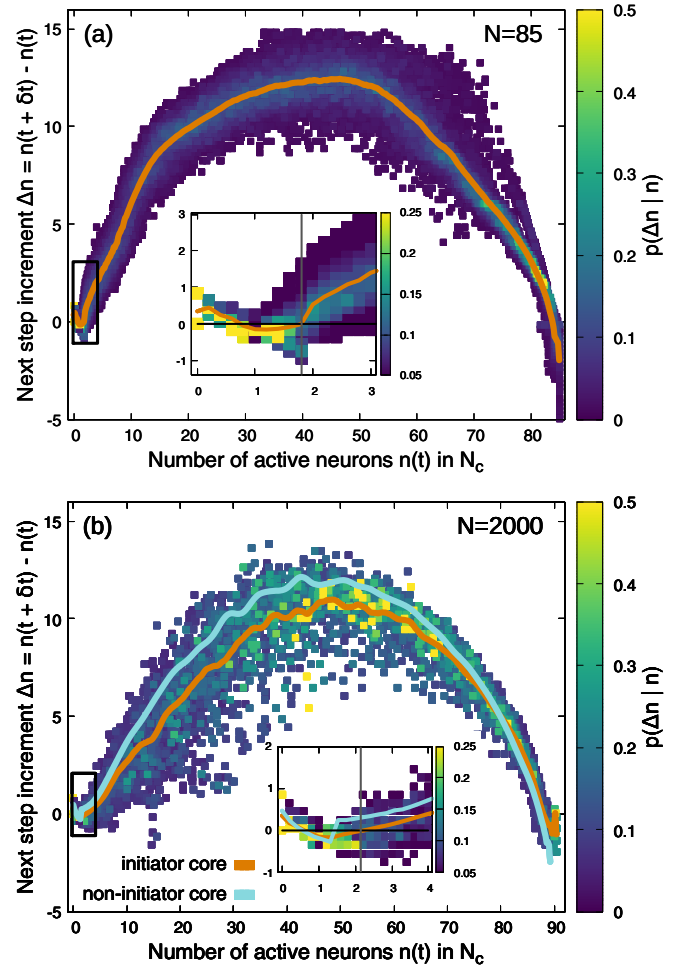 (a)
N=85
Next step increment Δn = n(t + δt) - n(t)
15
10
5
0
-5
0 10 20 30 40 50 60 70 80
Number of active neurons n(t) in N_c
3
2
1
0
-1
0 1 2 3
0.25
0.2
0.15
0.1
0.05
0.5
0.4
0.3
0.2
0.1
0
p(Δn | n)
(b)
N=2000
Next step increment Δn = n(t + δt) - n(t)
15
10
5
0
-5
0 10 20 30 40 50 60 70 80 90
Number of active neurons n(t) in N_c
2
1
0
-1
0 1 2 3 4
0.25
0.2
0.15
0.1
0.05
initiator core
non-initiator core
0.5
0.4
0.3
0.2
0.1
0
p(Δn | n)